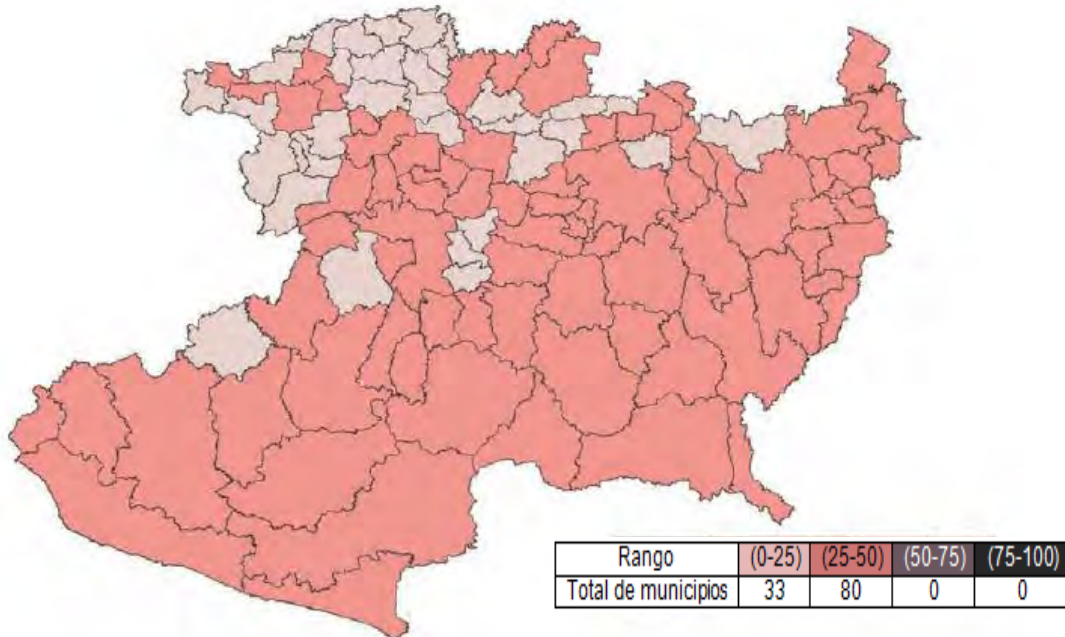 Rango (0-25) (25-50) (50-75) (75-100)
Total de municipios 33 80 0 0